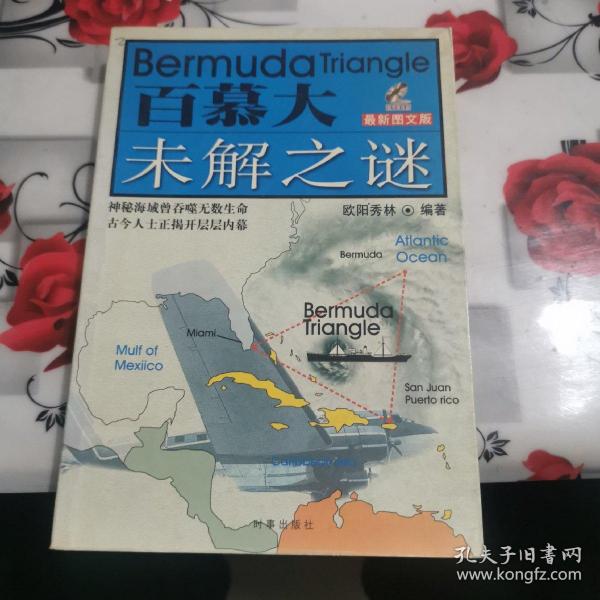 Bermuda Triangle
百慕大
最新图文版
未解之谜
神秘海域曾吞噬无数生命
古今人士正揭开层层内幕
欧阳秀林 编著
Atlantic
Ocean
Bermuda
Bermuda
Triangle
Miami
Mulf of
Mexiico
San Juan
Puerto rico
Caribbean Sea
时事出版社
孔夫子旧书网
www.kongfz.com